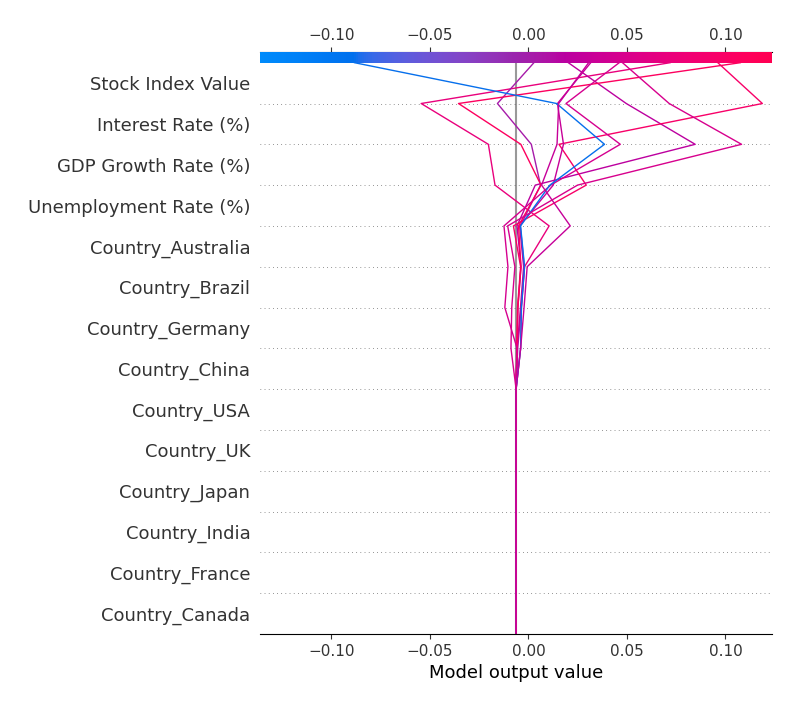 −0.10 −0.05 0.00 0.05 0.10
Stock Index Value
Interest Rate (%)
GDP Growth Rate (%)
Unemployment Rate (%)
Country_Australia
Country_Brazil
Country_Germany
Country_China
Country_USA
Country_UK
Country_Japan
Country_India
Country_France
Country_Canada
−0.10 −0.05 0.00 0.05 0.10
Model output value